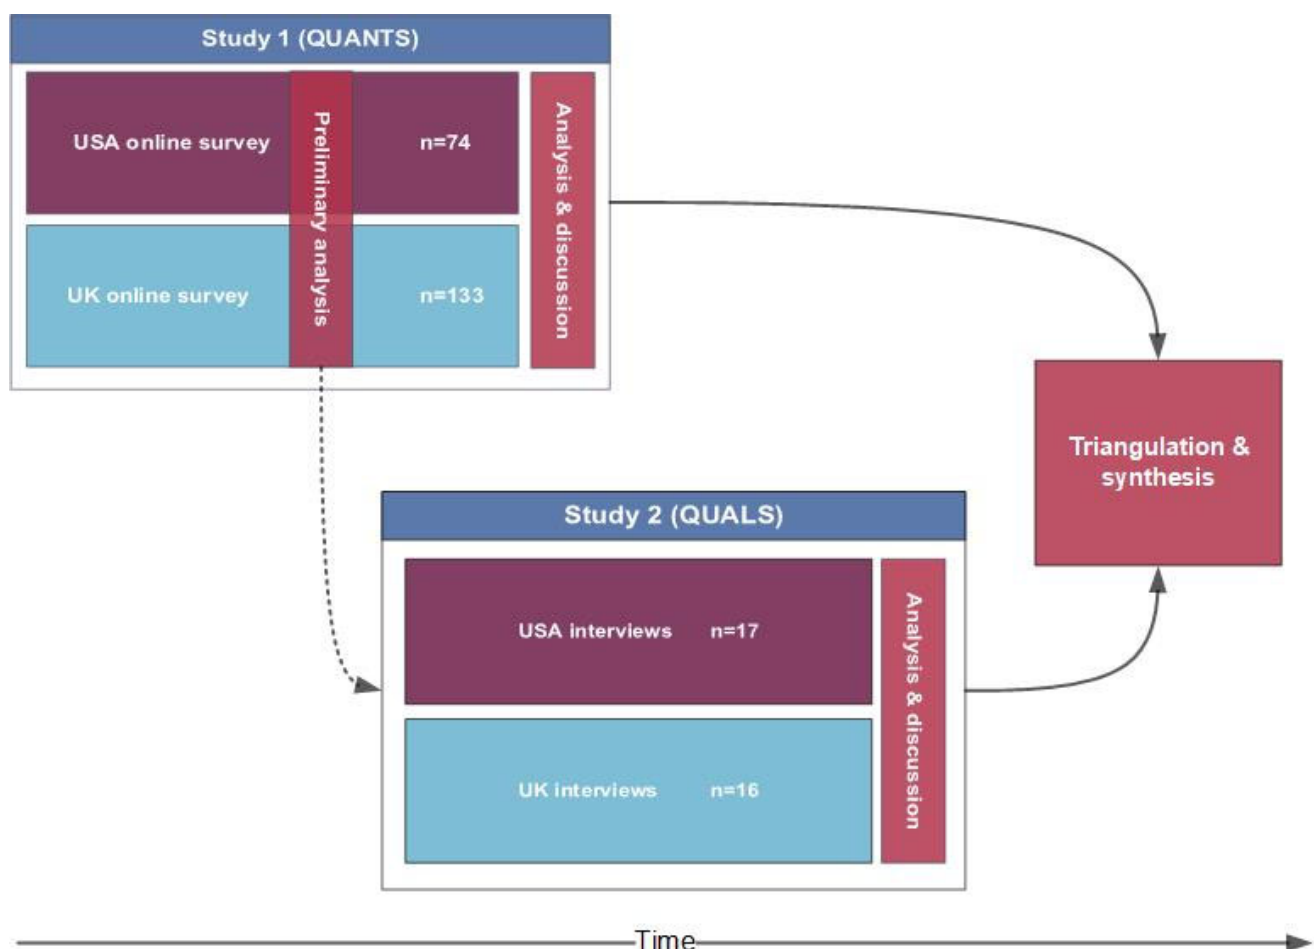 Study 1 (QUANTS)
USA online survey
n=74
Preliminary analysis
Analysis & discussion
UK online survey
n=133
Triangulation &
synthesis
Study 2 (QUALS)
USA interviews n=17
Analysis & discussion
UK interviews n=16
Time